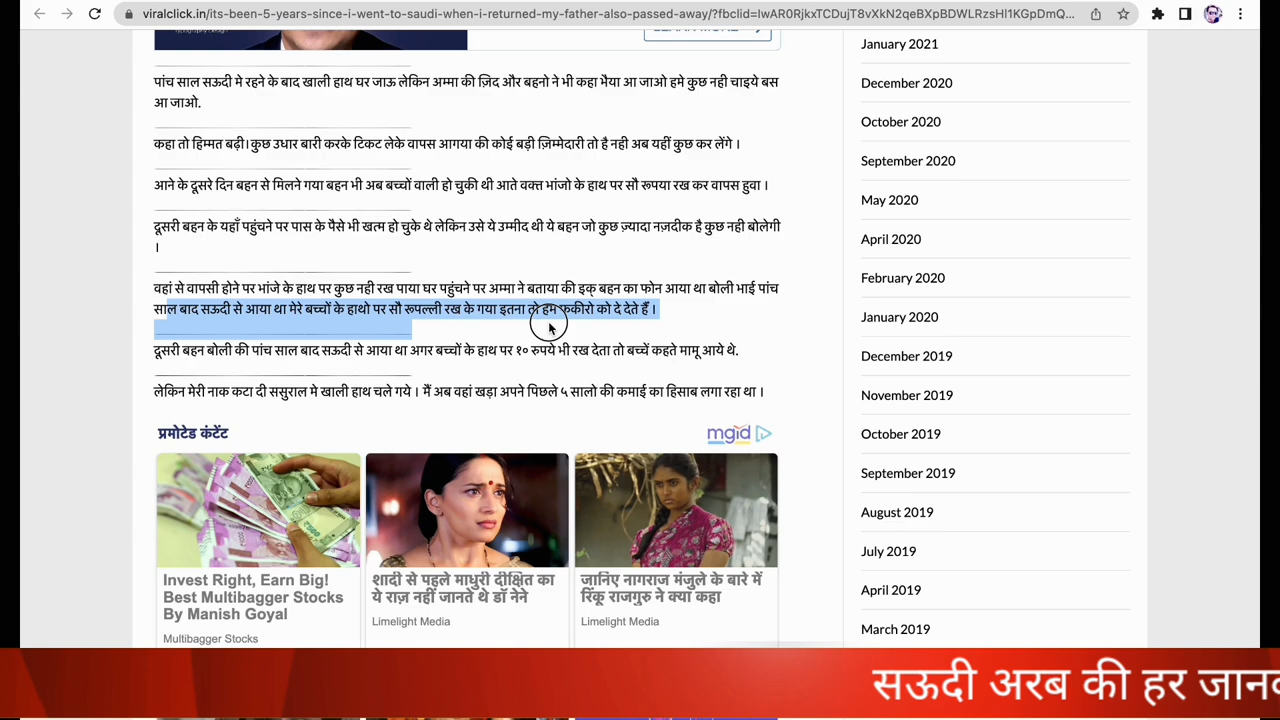 viralclick.in/its-been-5-years-since-i-went-to-saudi-when-i-returned-my-father-also-passed-away/?fbclid=
पांच साल सऊदी मे रहने के बाद खाली हाथ घर जाऊ लेकिन अम्मा की ज़िद और बहनो ने भी कहा भैया आ जाओ हमे कुछ नही चाइये बस
आ जाओ.
कहा तो हिम्मत बढ़ी।कुछ उधार बारी करके टिकट लेके वापस आगया की कोई बड़ी ज़िम्मेदारी तो है नही अब यहीं कुछ कर लेंगे ।
आने के दूसरे दिन बहन से मिलने गया बहन भी अब बच्चों वाली हो चुकी थी आते वक्त भांजो के हाथ पर सौ रूपया रख कर वापस हुवा ।
दूसरी बहन के यहाँ पहुंचने पर पास के पैसे भी खत्म हो चुके थे लेकिन उसे ये उम्मीद थी ये बहन जो कुछ ज़्यादा नज़दीक है कुछ नही बोलेगी
।
वहां से वापसी होने पर भांजे के हाथ पर कुछ नही रख पाया घर पहुंचने पर अम्मा ने बताया की इक् बहन का फोन आया था बोली भाई पांच
साल बाद सऊदी से आया था मेरे बच्चों के हाथो पर सौ रूपल्ली रख के गया इतना तो हम फकीरो को दे देते हैँ ।
दूसरी बहन बोली की पांच साल बाद सऊदी से आया था अगर बच्चों के हाथ पर १० रुपये भी रख देता तो बच्चें कहते मामू आये थे.
लेकिन मेरी नाक कटा दी ससुराल मे खाली हाथ चले गये । मैं अब वहां खड़ा अपने पिछले ५ सालो की कमाई का हिसाब लगा रहा था ।
प्रमोटेड कंटेंट
mgid
Invest Right, Earn Big!
Best Multibagger Stocks
By Manish Goyal
Multibagger Stocks
शादी से पहले माधुरी दीक्षित का
ये राज़ नहीं जानते थे डॉ नेने
Limelight Media
जानिए नागराज मंजुले के बारे में
रिंकू राजगुरु ने क्या कहा
Limelight Media
January 2021
December 2020
October 2020
September 2020
May 2020
April 2020
February 2020
January 2020
December 2019
November 2019
October 2019
September 2019
August 2019
July 2019
April 2019
March 2019
सऊदी अरब की हर